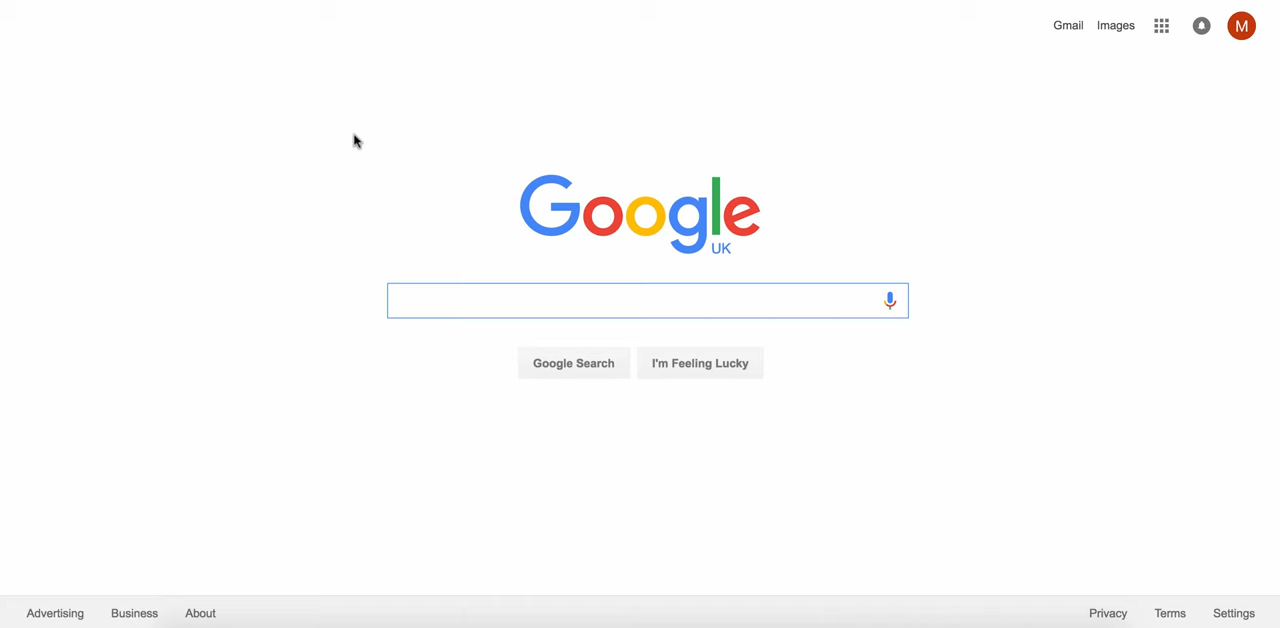 Gmail Images M
Google
UK
Google Search I'm Feeling Lucky
Advertising Business About Privacy Terms Settings